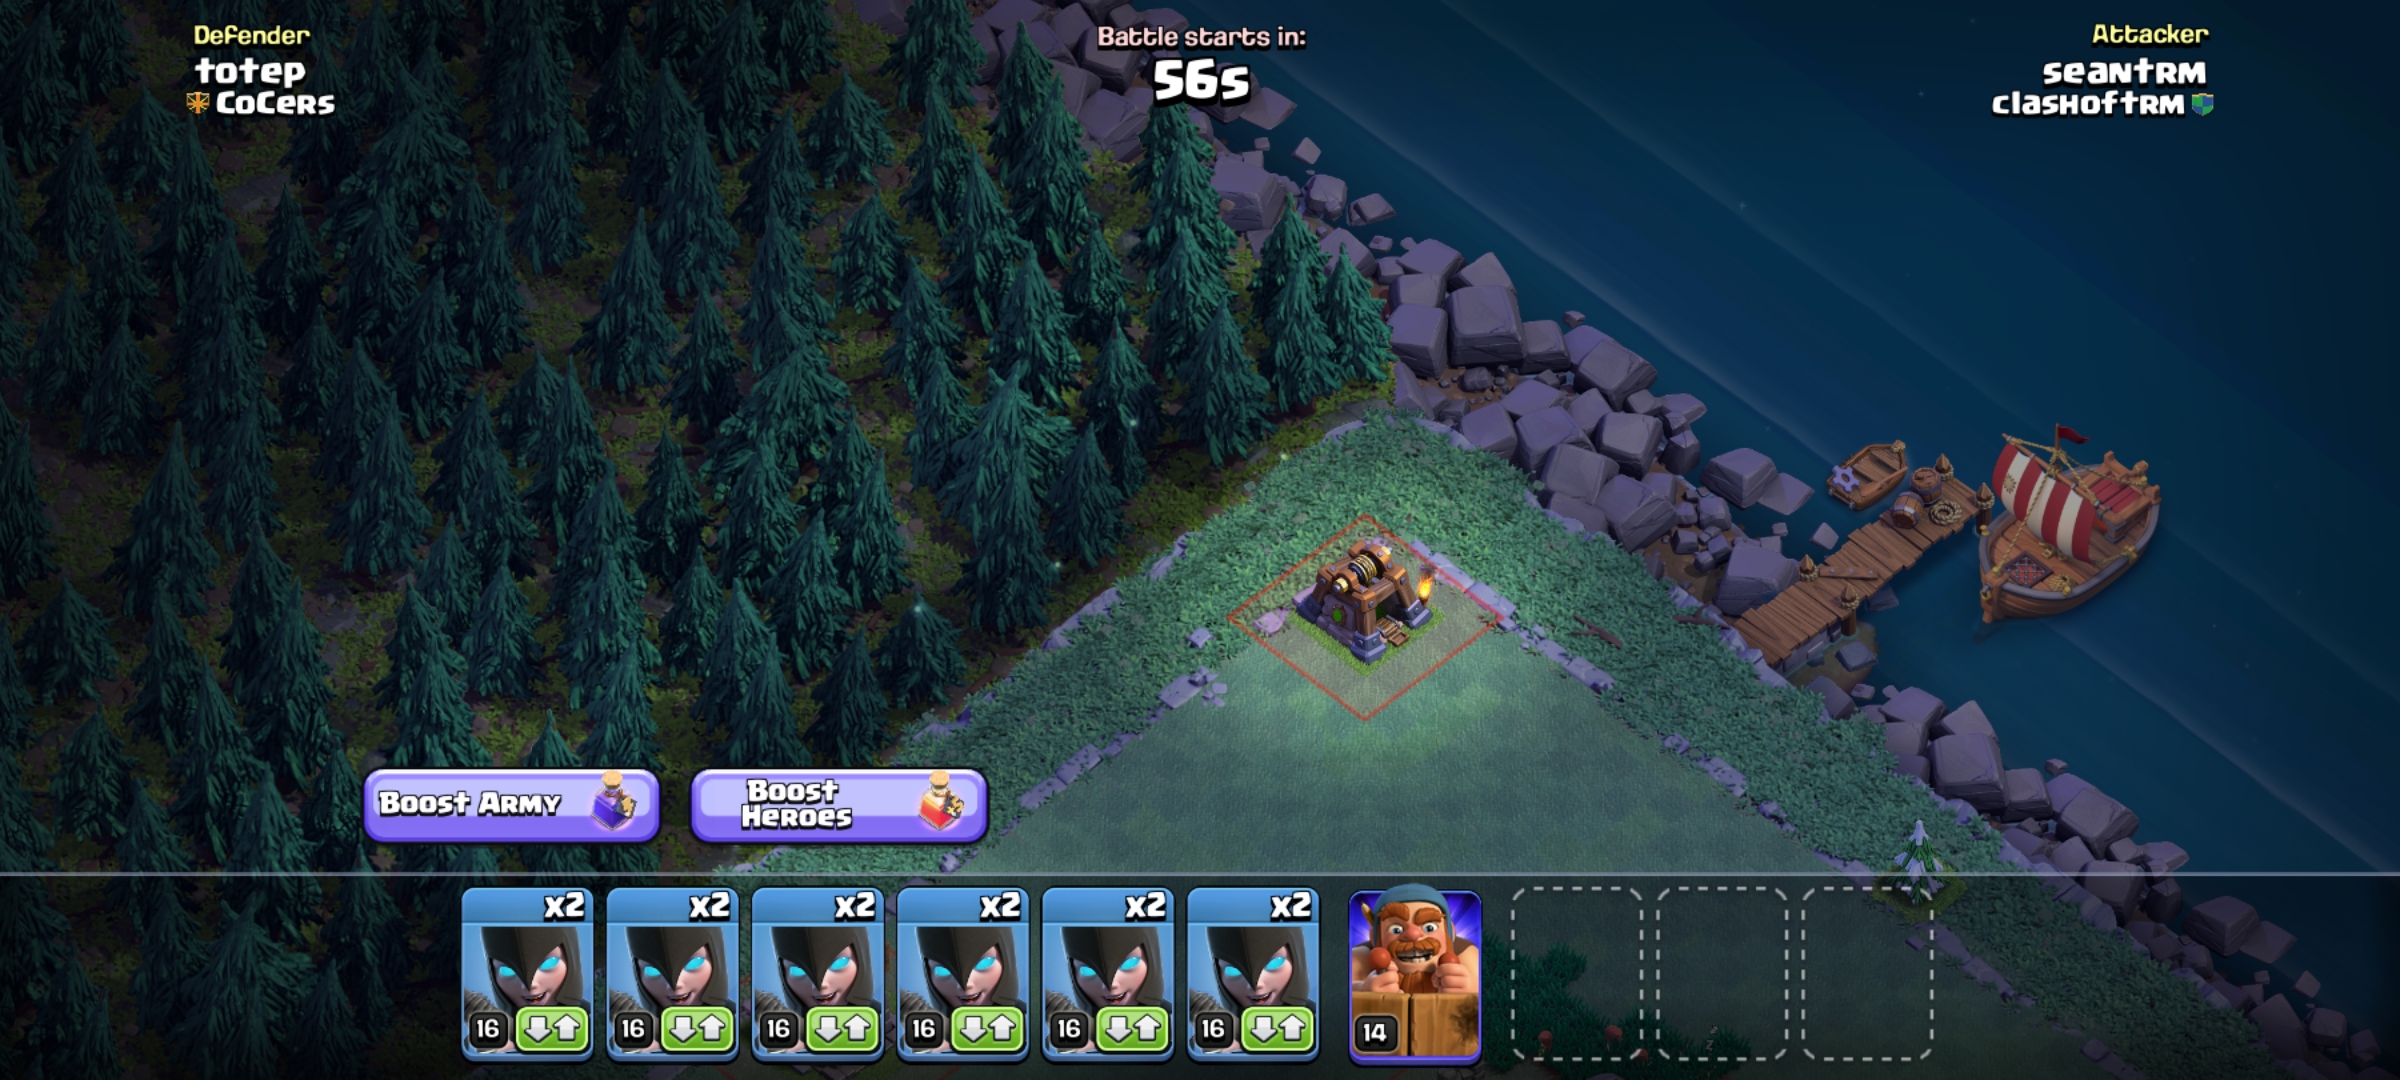 Defender
totep
CoCers
Battle starts in:
56s
Attacker
seantrm
clashoftrm
Boost Army
Boost
Heroes
x2 x2 x2 x2 x2 x2
16 16 16 16 16 16 14